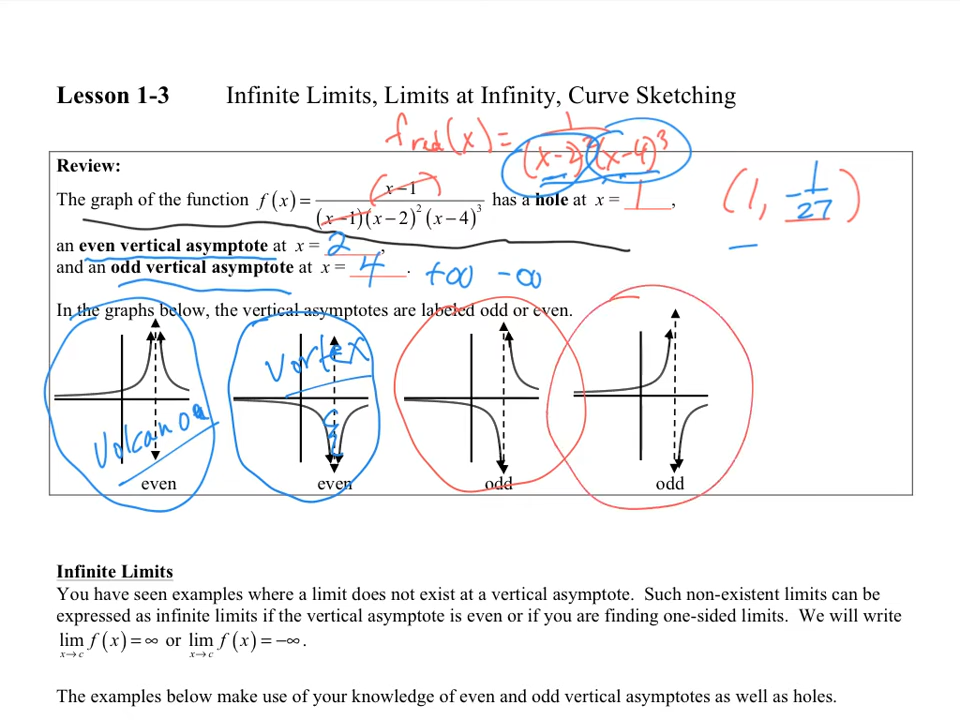 Lesson 1-3 Infinite Limits, Limits at Infinity, Curve Sketching
f_red(x) = 1 / (x-2)²(x-4)³
Review:
The graph of the function f(x) = (x−1) / (x−1)(x−2)²(x−4)³ has a hole at x = 1, (1, -1/27)
an even vertical asymptote at x = 2,
and an odd vertical asymptote at x = 4. +∞ -∞
In the graphs below, the vertical asymptotes are labeled odd or even.
Vortex
Volcano
even even odd odd
Infinite Limits
You have seen examples where a limit does not exist at a vertical asymptote. Such non-existent limits can be
expressed as infinite limits if the vertical asymptote is even or if you are finding one-sided limits. We will write
lim x→c f(x) = ∞ or lim x→c f(x) = −∞.
The examples below make use of your knowledge of even and odd vertical asymptotes as well as holes.